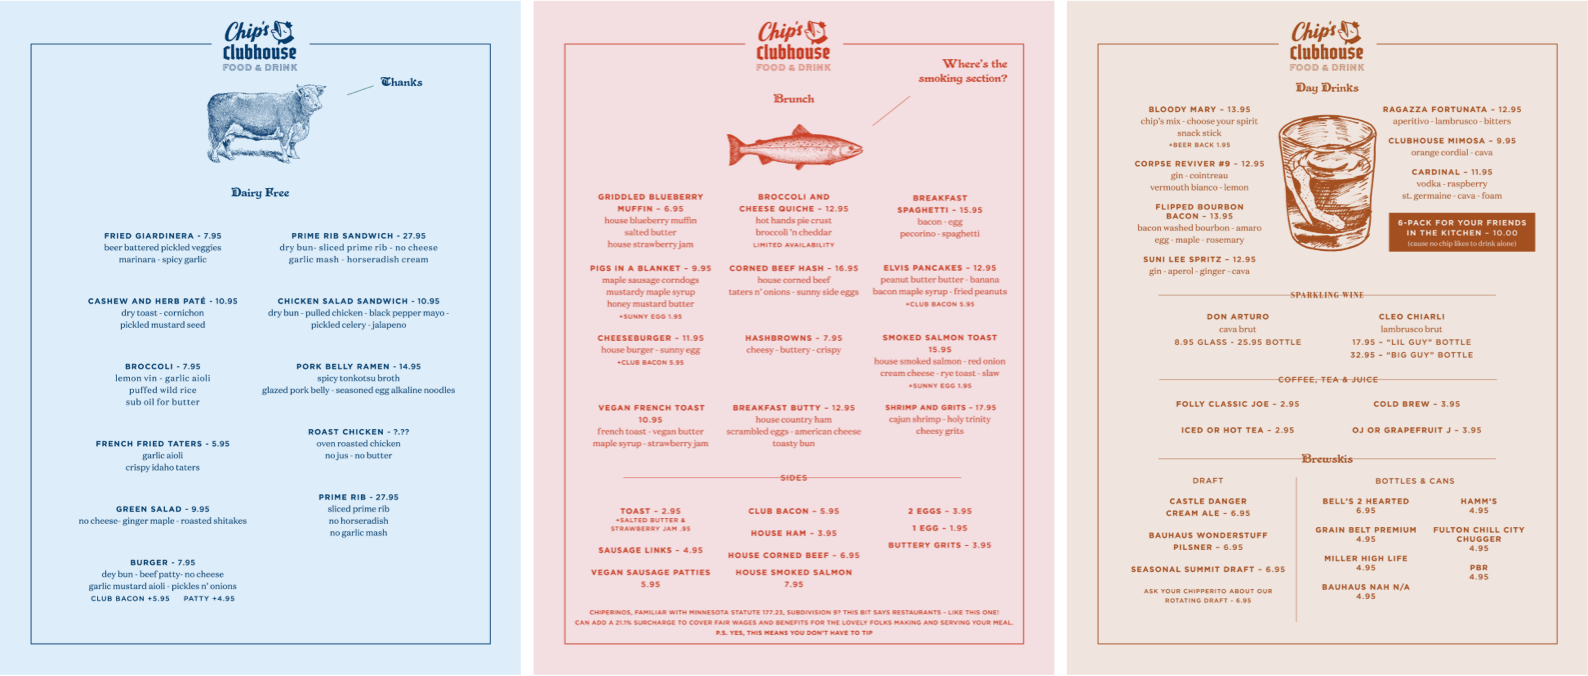 Chip's
Clubhouse
FOOD & DRINK
Thanks
Dairy Free
FRIED GIARDINERA - 7.95
beer battered pickled veggies
marinara - spicy garlic
CASHEW AND HERB PATÉ - 10.95
dry toast - cornichon
pickled mustard seed
BROCCOLI - 7.95
lemon vin - garlic aioli
puffed wild rice
sub oil for butter
FRENCH FRIED TATERS - 5.95
garlic aioli
crispy idaho taters
GREEN SALAD - 9.95
no cheese- ginger maple - roasted shitakes
BURGER - 7.95
dey bun - beef patty- no cheese
garlic mustard aioli - pickles n' onions
CLUB BACON +5.95 PATTY +4.95
PRIME RIB SANDWICH - 27.95
dry bun- sliced prime rib - no cheese
garlic mash - horseradish cream
CHICKEN SALAD SANDWICH - 10.95
dry bun - pulled chicken - black pepper mayo -
pickled celery - jalapeno
PORK BELLY RAMEN - 14.95
spicy tonkotsu broth
glazed pork belly - seasoned egg alkaline noodles
ROAST CHICKEN - ?.??
oven roasted chicken
no jus - no butter
PRIME RIB - 27.95
sliced prime rib
no horseradish
no garlic mash
Chip's
Clubhouse
FOOD & DRINK
Where's the
smoking section?
Brunch
GRIDDLED BLUEBERRY
MUFFIN – 6.95
house blueberry muffin
salted butter
house strawberry jam
BROCCOLI AND
CHEESE QUICHE – 12.95
hot hands pie crust
broccoli 'n cheddar
LIMITED AVAILABILITY
BREAKFAST
SPAGHETTI – 15.95
bacon - egg
pecorino - spaghetti
PIGS IN A BLANKET – 9.95
maple sausage corndogs
mustardy maple syrup
honey mustard butter
+SUNNY EGG 1.95
CORNED BEEF HASH – 16.95
house corned beef
taters n' onions - sunny side eggs
ELVIS PANCAKES – 12.95
peanut butter butter - banana
bacon maple syrup - fried peanuts
+CLUB BACON 5.95
CHEESEBURGER – 11.95
house burger - sunny egg
+CLUB BACON 5.95
HASHBROWNS – 7.95
cheesy - buttery - crispy
SMOKED SALMON TOAST
15.95
house smoked salmon - red onion
cream cheese - rye toast - slaw
+SUNNY EGG 1.95
VEGAN FRENCH TOAST
10.95
french toast - vegan butter
maple syrup - strawberry jam
BREAKFAST BUTTY – 12.95
house country ham
scrambled eggs - american cheese
toasty bun
SHRIMP AND GRITS – 17.95
cajun shrimp - holy trinity
cheesy grits
SIDES
TOAST – 2.95
+SALTED BUTTER &
STRAWBERRY JAM .95
SAUSAGE LINKS – 4.95
VEGAN SAUSAGE PATTIES
5.95
CLUB BACON – 5.95
HOUSE HAM – 3.95
HOUSE CORNED BEEF – 6.95
HOUSE SMOKED SALMON
7.95
2 EGGS – 3.95
1 EGG – 1.95
BUTTERY GRITS – 3.95
CHIPERINOS, FAMILIAR WITH MINNESOTA STATUTE 177.23, SUBDIVISION 9? THIS BIT SAYS RESTAURANTS - LIKE THIS ONE!
CAN ADD A 21.1% SURCHARGE TO COVER FAIR WAGES AND BENEFITS FOR THE LOVELY FOLKS MAKING AND SERVING YOUR MEAL.
P.S. YES, THIS MEANS YOU DON'T HAVE TO TIP
Chip's
Clubhouse
FOOD & DRINK
Day Drinks
BLOODY MARY – 13.95
chip's mix - choose your spirit
snack stick
+BEER BACK 1.95
CORPSE REVIVER #9 – 12.95
gin - cointreau
vermouth bianco - lemon
FLIPPED BOURBON
BACON – 13.95
bacon washed bourbon - amaro
egg - maple - rosemary
SUNI LEE SPRITZ – 12.95
gin - aperol - ginger - cava
RAGAZZA FORTUNATA – 12.95
aperitivo - lambrusco - bitters
CLUBHOUSE MIMOSA – 9.95
orange cordial - cava
CARDINAL – 11.95
vodka - raspberry
st. germaine - cava - foam
6-PACK FOR YOUR FRIENDS
IN THE KITCHEN – 10.00
(cause no chip likes to drink alone)
SPARKLING WINE
DON ARTURO
cava brut
8.95 GLASS - 25.95 BOTTLE
CLEO CHIARLI
lambrusco brut
17.95 – "LIL GUY" BOTTLE
32.95 – "BIG GUY" BOTTLE
COFFEE, TEA & JUICE
FOLLY CLASSIC JOE – 2.95
COLD BREW – 3.95
ICED OR HOT TEA – 2.95
OJ OR GRAPEFRUIT J – 3.95
Brewskis
DRAFT
CASTLE DANGER
CREAM ALE – 6.95
BAUHAUS WONDERSTUFF
PILSNER – 6.95
SEASONAL SUMMIT DRAFT – 6.95
ASK YOUR CHIPPERITO ABOUT OUR
ROTATING DRAFT – 6.95
BOTTLES & CANS
BELL'S 2 HEARTED
6.95
GRAIN BELT PREMIUM
4.95
MILLER HIGH LIFE
4.95
BAUHAUS NAH N/A
4.95
HAMM'S
4.95
FULTON CHILL CITY
CHUGGER
4.95
PBR
4.95